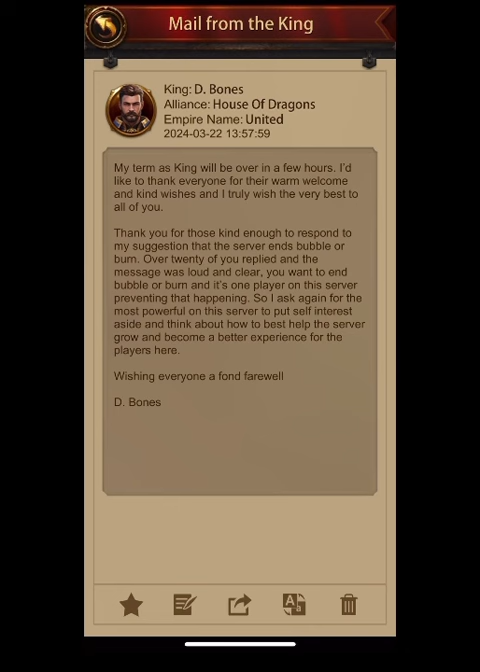 Mail from the King
King: D. Bones
Alliance: House Of Dragons
Empire Name: United
2024-03-22 13:57:59
My term as King will be over in a few hours. I'd
like to thank everyone for their warm welcome
and kind wishes and I truly wish the very best to
all of you.
Thank you for those kind enough to respond to
my suggestion that the server ends bubble or
burn. Over twenty of you replied and the
message was loud and clear, you want to end
bubble or burn and it's one player on this server
preventing that happening. So I ask again for the
most powerful on this server to put self interest
aside and think about how to best help the server
grow and become a better experience for the
players here.
Wishing everyone a fond farewell
D. Bones